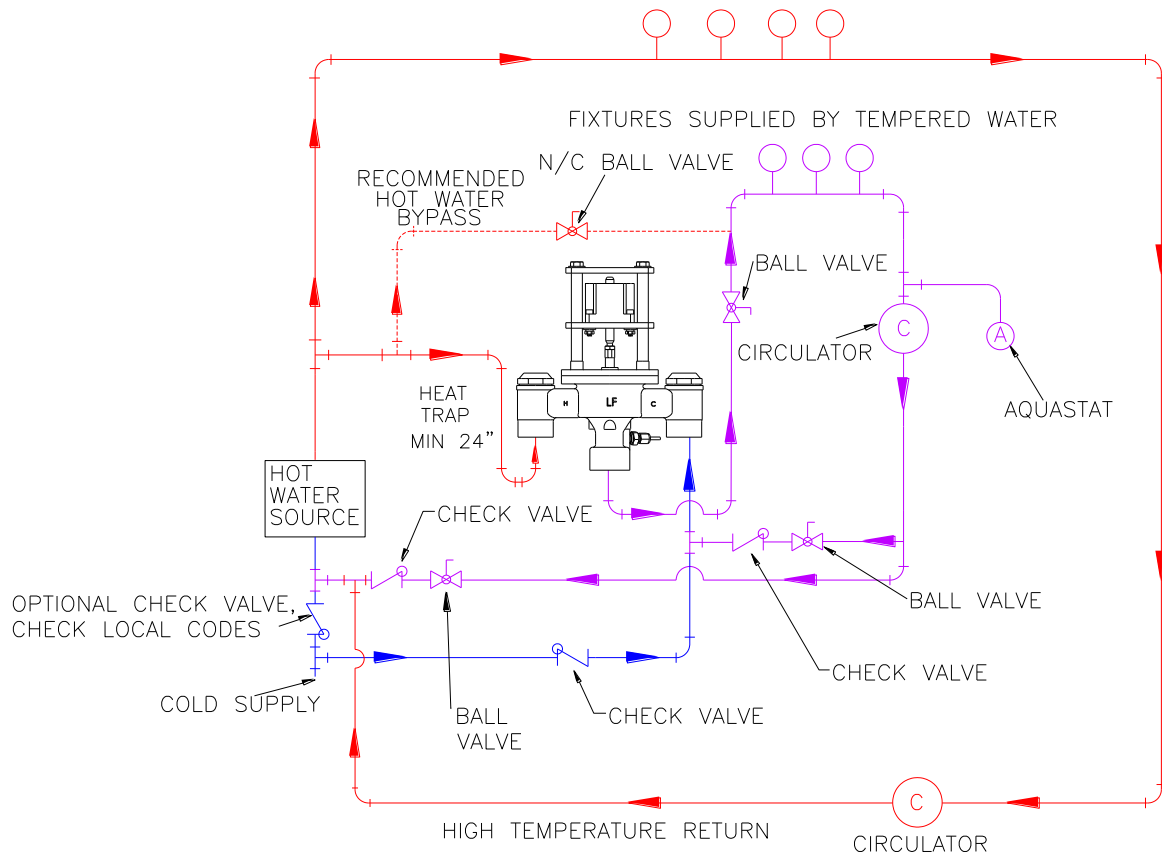 FIXTURES SUPPLIED BY TEMPERED WATER
N/C BALL VALVE
RECOMMENDED
HOT WATER
BYPASS
BALL VALVE
C
CIRCULATOR
A
AQUASTAT
HEAT
TRAP
MIN 24"
H
LF
C
HOT
WATER
SOURCE
CHECK VALVE
OPTIONAL CHECK VALVE,
CHECK LOCAL CODES
BALL VALVE
CHECK VALVE
COLD SUPPLY
BALL
VALVE
CHECK VALVE
C
HIGH TEMPERATURE RETURN
CIRCULATOR